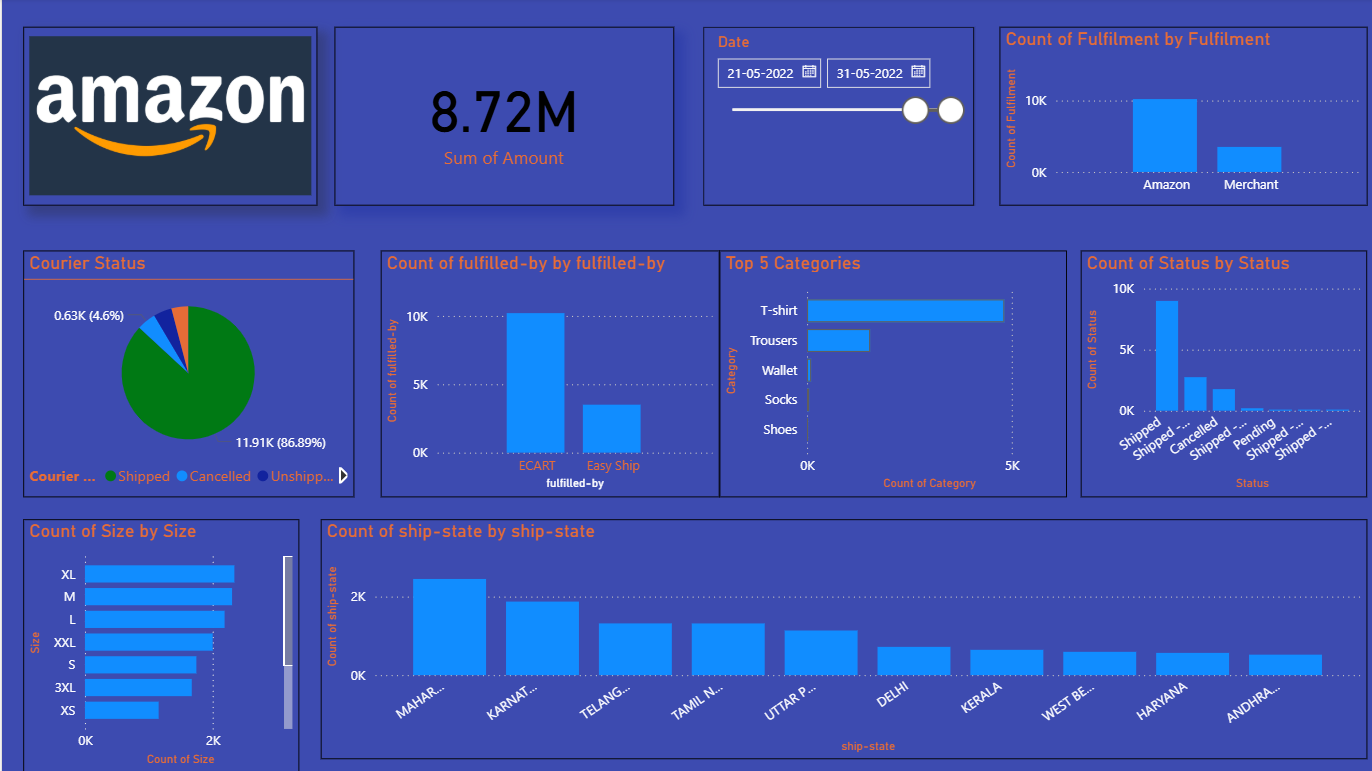 amazon
8.72M
Sum of Amount
Date
21-05-2022 31-05-2022
Count of Fulfilment by Fulfilment
Count of Fulfilment
10K
0K
Amazon Merchant
Courier Status
0.63K (4.6%)
11.91K (86.89%)
Courier ... Shipped Cancelled Unshipp...
Count of fulfilled-by by fulfilled-by
Count of fulfilled-by
10K
5K
0K
ECART Easy Ship
fulfilled-by
Top 5 Categories
Category
T-shirt
Trousers
Wallet
Socks
Shoes
0K 5K
Count of Category
Count of Status by Status
Count of Status
10K
5K
0K
Shipped Shipped -... Cancelled Shipped -... Pending Shipped -... Shipped -...
Status
Count of Size by Size
Size
XL
M
L
XXL
S
3XL
XS
0K 2K
Count of Size
Count of ship-state by ship-state
Count of ship-state
2K
0K
MAHAR... KARNAT... TELANG... TAMIL N... UTTAR P... DELHI KERALA WEST BE... HARYANA ANDHRA...
ship-state